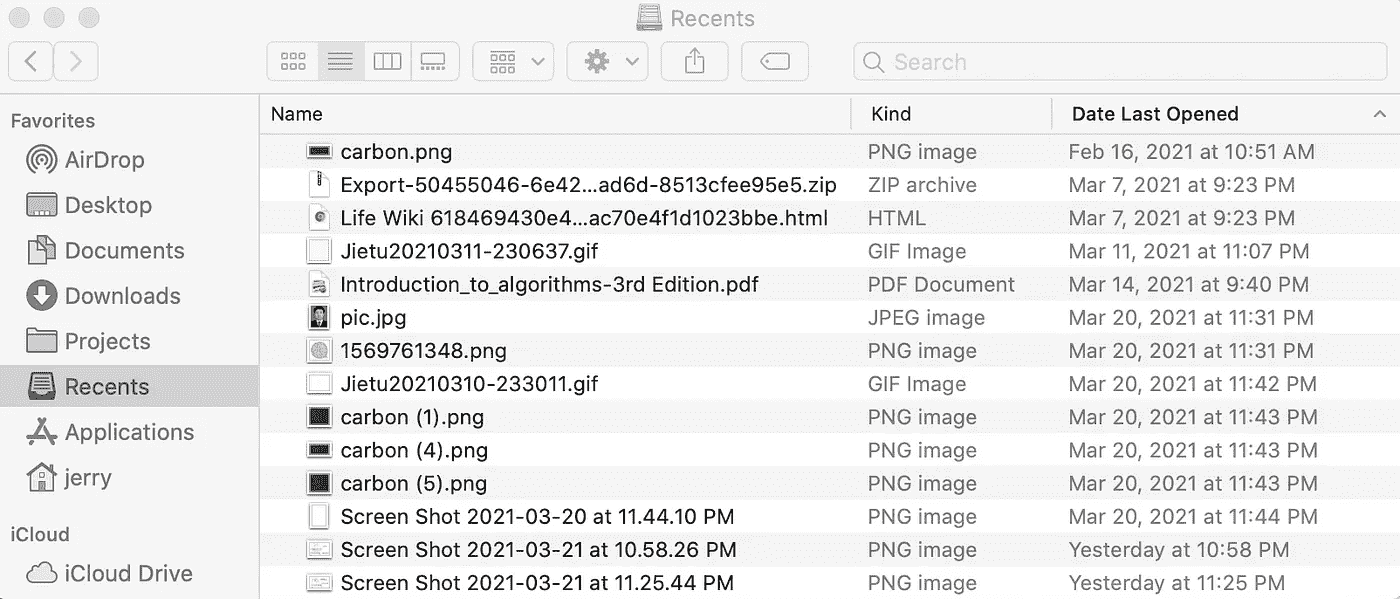 Recents
Search
Favorites
AirDrop
Desktop
Documents
Downloads
Projects
Recents
Applications
jerry
iCloud
iCloud Drive
Name Kind Date Last Opened
carbon.png PNG image Feb 16, 2021 at 10:51 AM
Export-50455046-6e42...ad6d-8513cfee95e5.zip ZIP archive Mar 7, 2021 at 9:23 PM
Life Wiki 618469430e4...ac70e4f1d1023bbe.html HTML Mar 7, 2021 at 9:23 PM
Jietu20210311-230637.gif GIF Image Mar 11, 2021 at 11:07 PM
Introduction_to_algorithms-3rd Edition.pdf PDF Document Mar 14, 2021 at 9:40 PM
pic.jpg JPEG image Mar 20, 2021 at 11:31 PM
1569761348.png PNG image Mar 20, 2021 at 11:31 PM
Jietu20210310-233011.gif GIF Image Mar 20, 2021 at 11:42 PM
carbon (1).png PNG image Mar 20, 2021 at 11:43 PM
carbon (4).png PNG image Mar 20, 2021 at 11:43 PM
carbon (5).png PNG image Mar 20, 2021 at 11:43 PM
Screen Shot 2021-03-20 at 11.44.10 PM PNG image Mar 20, 2021 at 11:44 PM
Screen Shot 2021-03-21 at 10.58.26 PM PNG image Yesterday at 10:58 PM
Screen Shot 2021-03-21 at 11.25.44 PM PNG image Yesterday at 11:25 PM